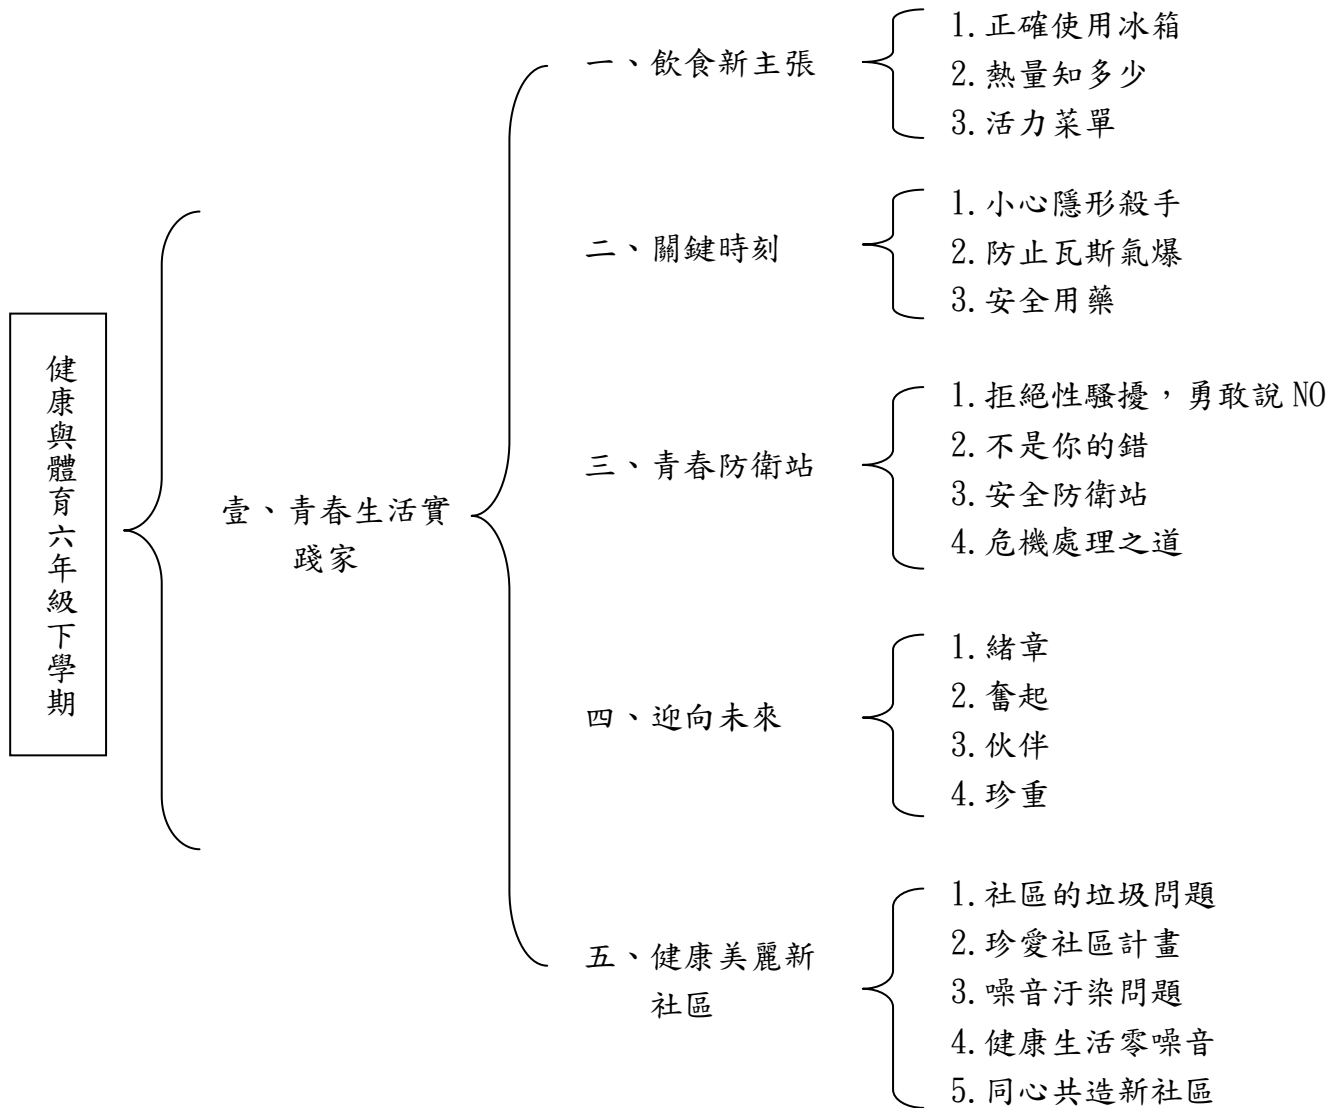 健康與體育六年級下學期
壹、青春生活實
踐家
一、飲食新主張
1.正確使用冰箱
2.熱量知多少
3.活力菜單
二、關鍵時刻
1.小心隱形殺手
2.防止瓦斯氣爆
3.安全用藥
三、青春防衛站
1.拒絕性騷擾，勇敢說 NO
2.不是你的錯
3.安全防衛站
4.危機處理之道
四、迎向未來
1.緒章
2.奮起
3.伙伴
4.珍重
五、健康美麗新
社區
1.社區的垃圾問題
2.珍愛社區計畫
3.噪音汙染問題
4.健康生活零噪音
5.同心共造新社區